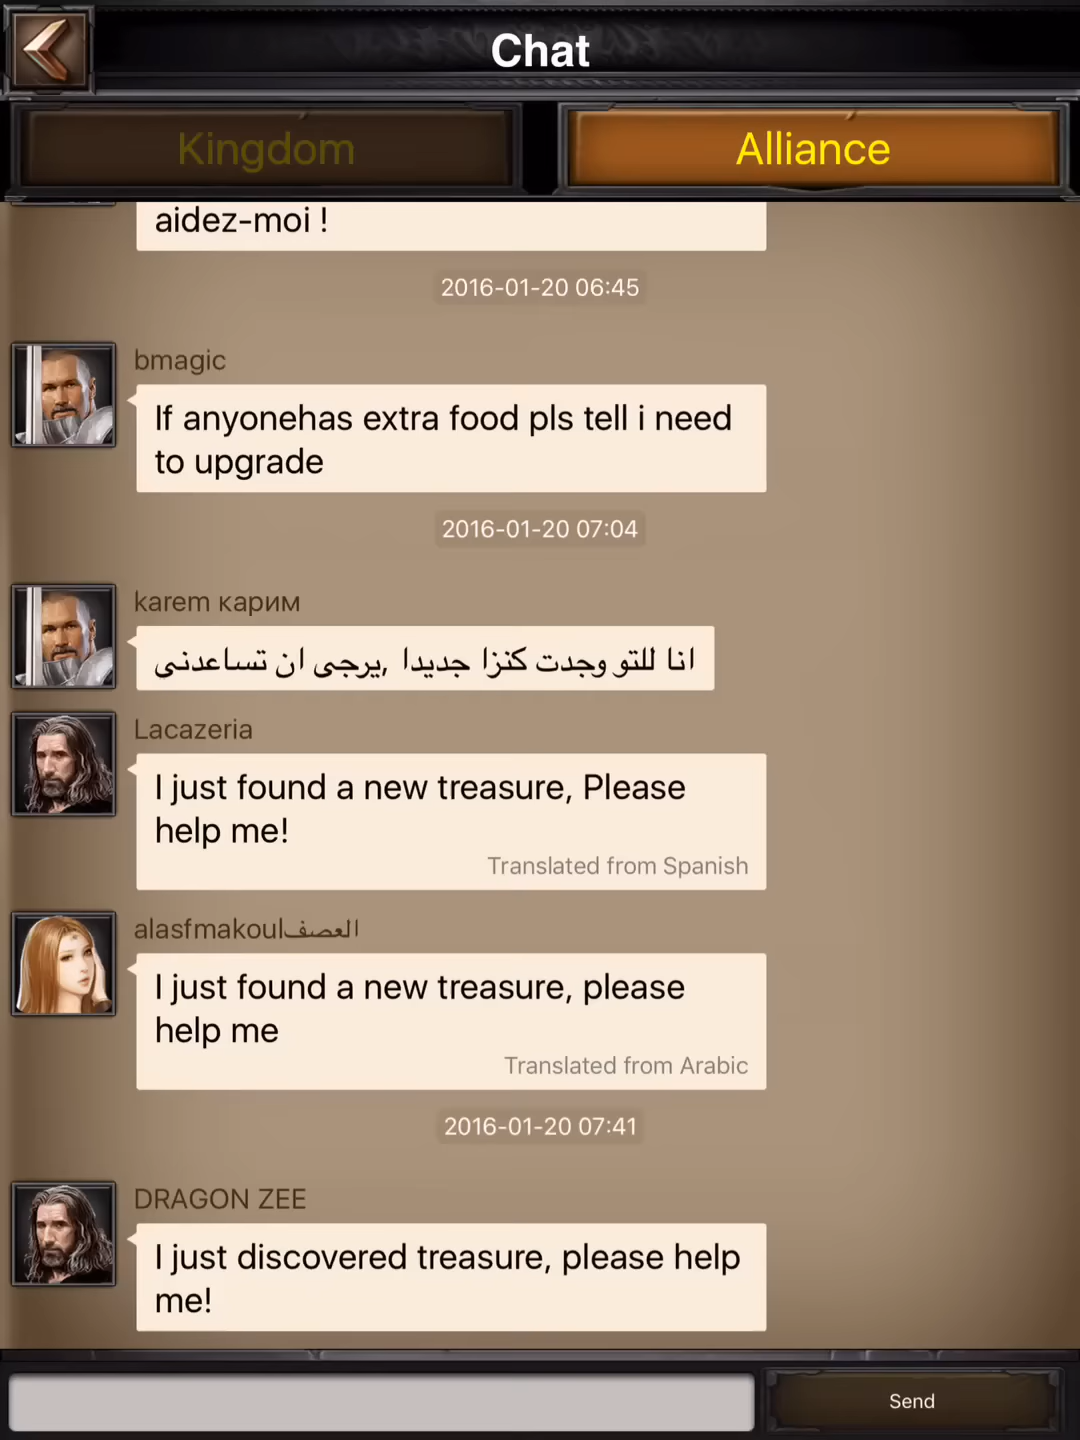 Chat
Kingdom
Alliance
aidez-moi !
2016-01-20 06:45
bmagic
If anyonehas extra food pls tell i need
to upgrade
2016-01-20 07:04
karem карим
انا للتو وجدت كنزا جديدا ,يرجى ان تساعدنى
Lacazeria
I just found a new treasure, Please
help me!
Translated from Spanish
alasfmakoulالعصف
I just found a new treasure, please
help me
Translated from Arabic
2016-01-20 07:41
DRAGON ZEE
I just discovered treasure, please help
me!
Send